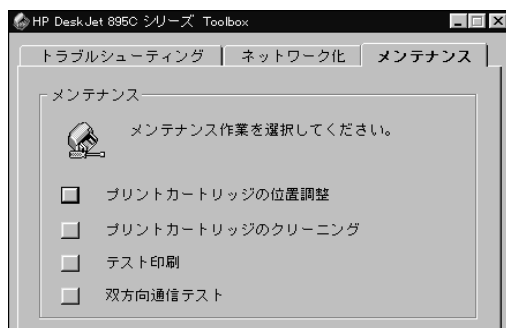 HP DeskJet 895C シリーズ Toolbox
トラブルシューティング ネットワーク化 メンテナンス
メンテナンス
メンテナンス作業を選択してください。
プリントカートリッジの位置調整
プリントカートリッジのクリーニング
テスト印刷
双方向通信テスト